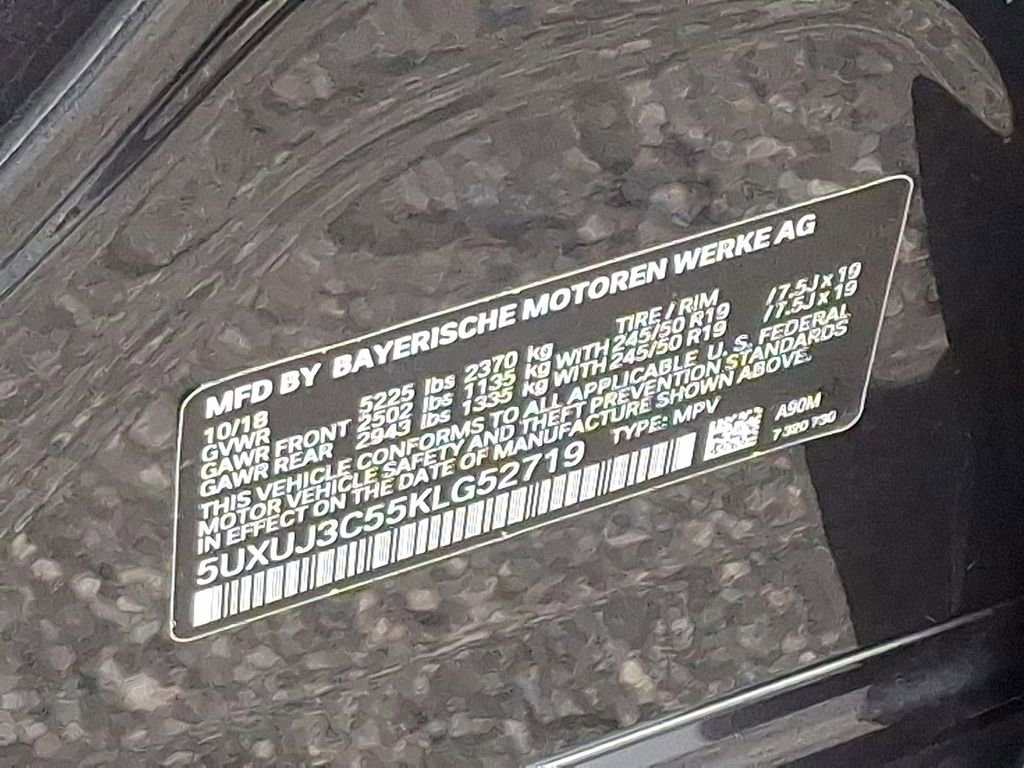 MFD BY BAYERISCHE MOTOREN WERKE AG
10/18 TIRE / RIM
GVWR 5225 lbs 2370 kg
GAWR FRONT 2502 lbs 1135 kg WITH 245/50 R19 /7.5J x 19
GAWR REAR 2943 lbs 1335 kg WITH 245/50 R19 /7.5J x 19
THIS VEHICLE CONFORMS TO ALL APPLICABLE U. S. FEDERAL
MOTOR VEHICLE SAFETY AND THEFT PREVENTION STANDARDS
IN EFFECT ON THE DATE OF MANUFACTURE SHOWN ABOVE.
5UXUJ3C55KLG52719 TYPE: MPV
A90M
7 320 730